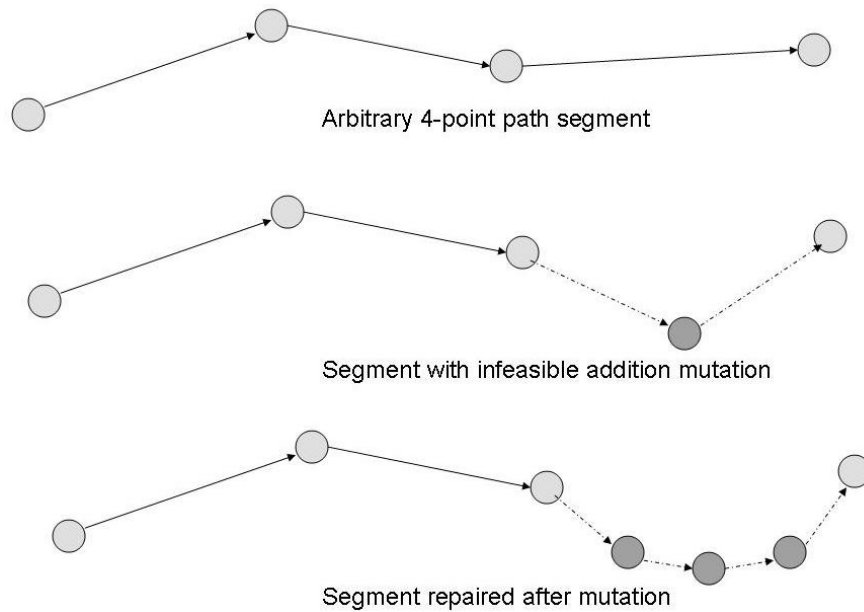 Arbitrary 4-point path segment
Segment with infeasible addition mutation
Segment repaired after mutation